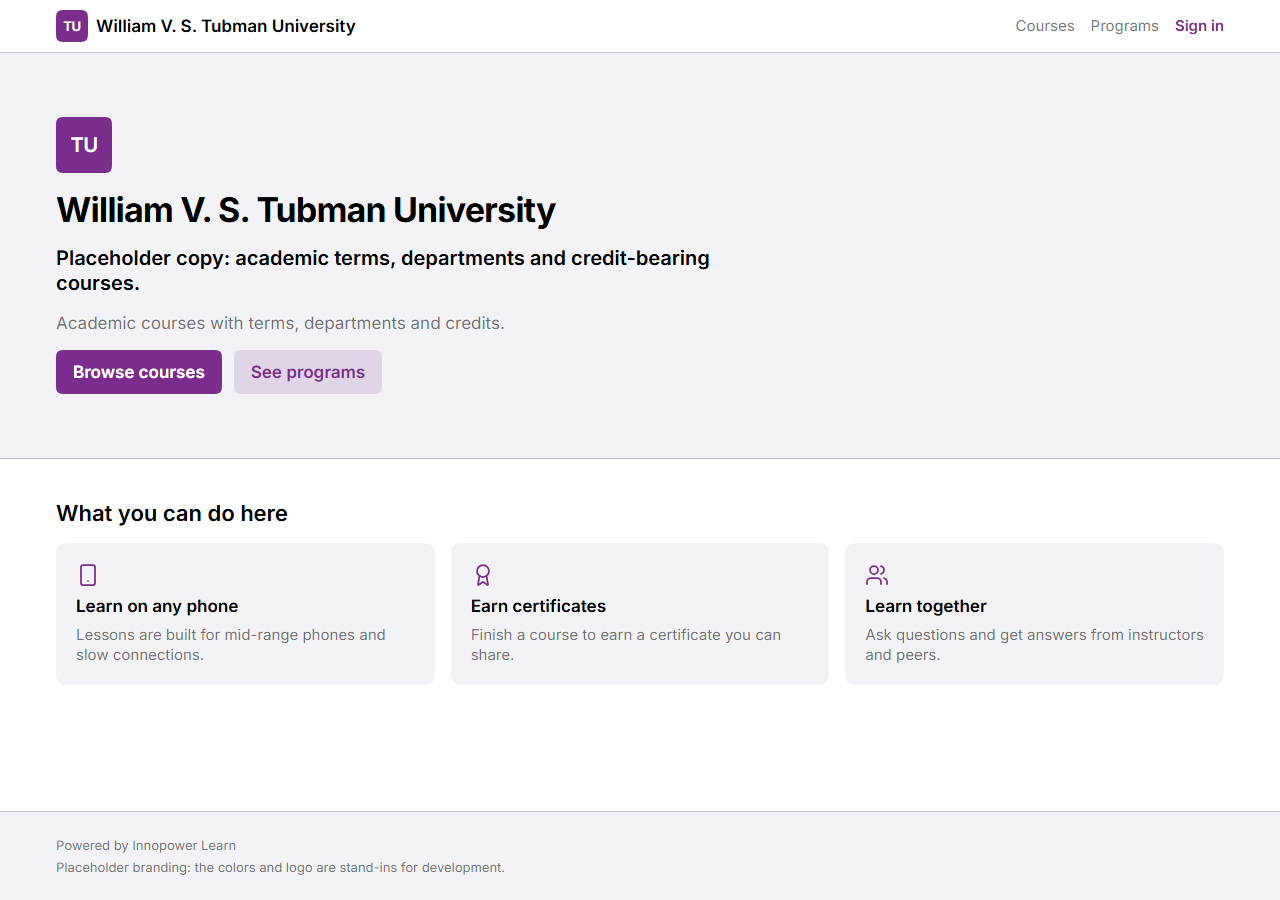 TU William V. S. Tubman University Courses Programs Sign in
TU
William V. S. Tubman University
Placeholder copy: academic terms, departments and credit-bearing
courses.
Academic courses with terms, departments and credits.
Browse courses See programs
What you can do here
Learn on any phone
Lessons are built for mid-range phones and
slow connections.
Earn certificates
Finish a course to earn a certificate you can
share.
Learn together
Ask questions and get answers from instructors
and peers.
Powered by Innopower Learn
Placeholder branding: the colors and logo are stand-ins for development.